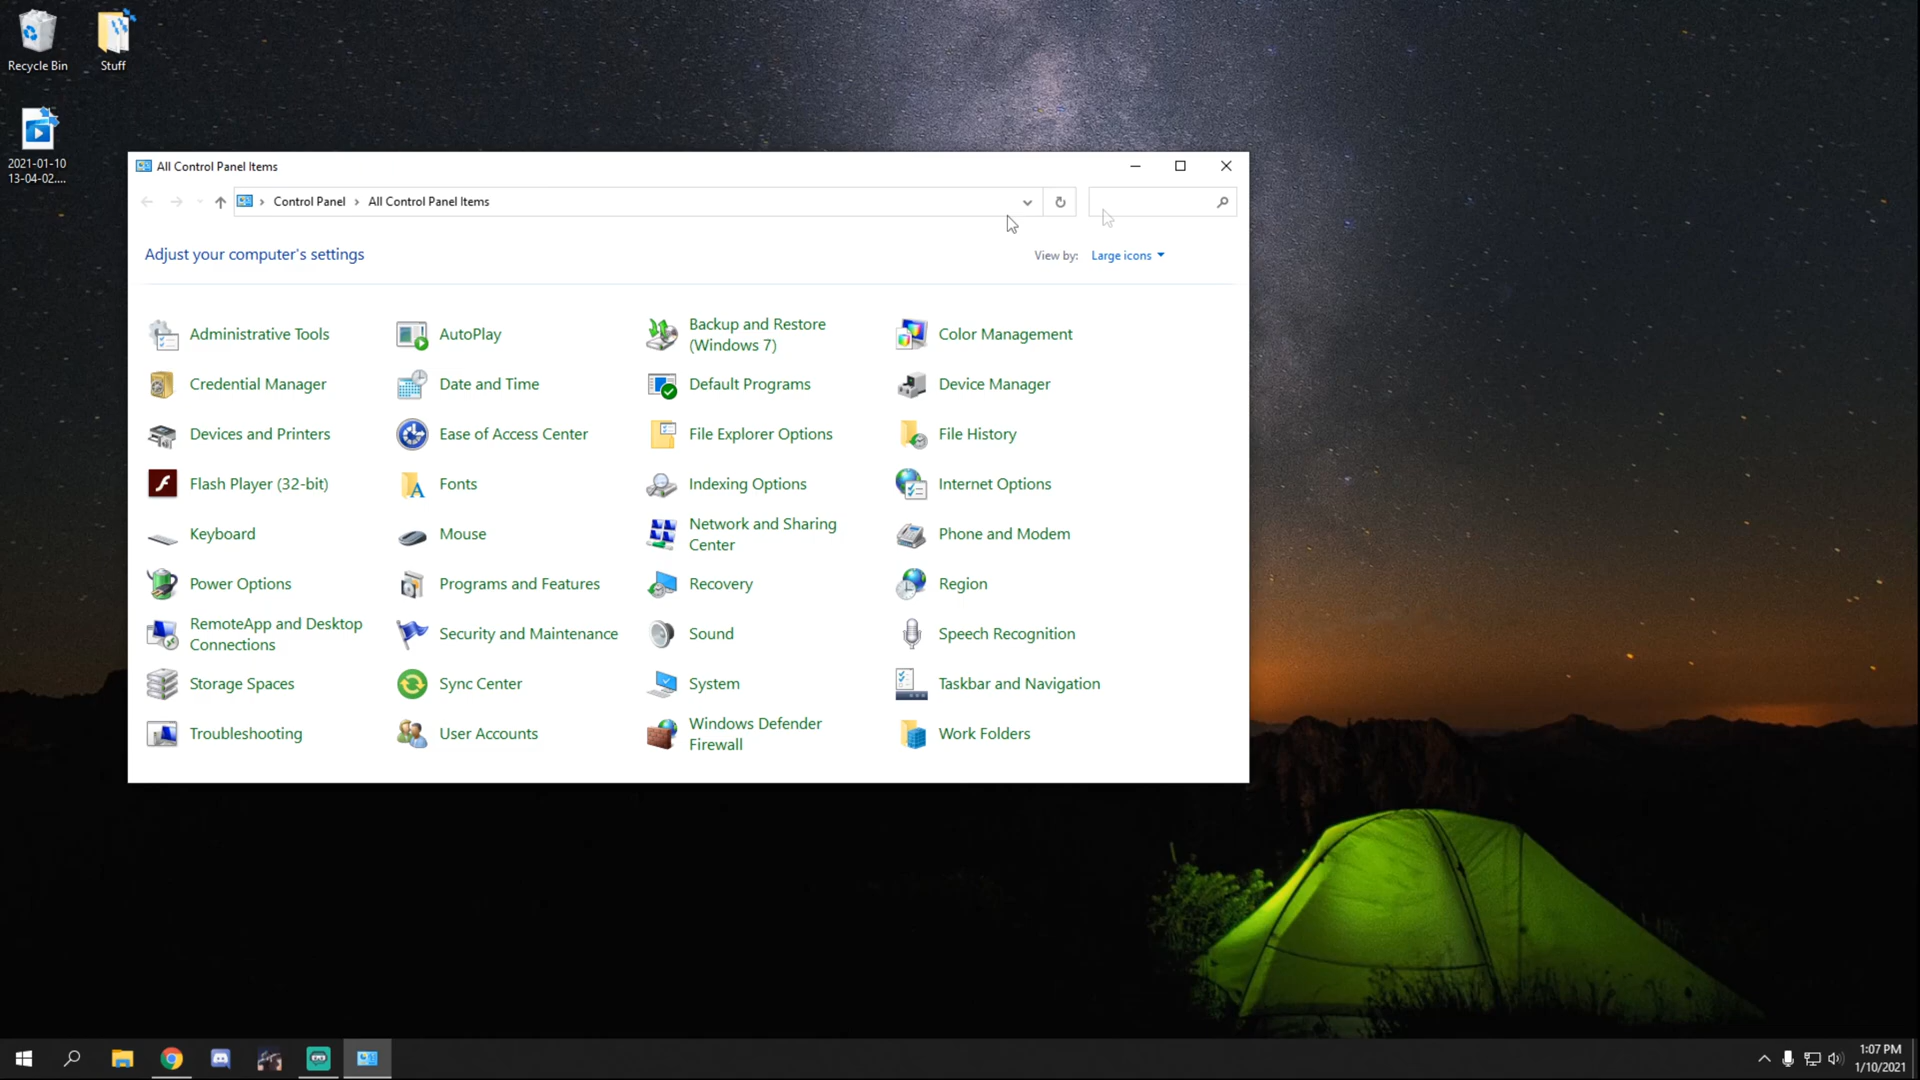 Recycle Bin
Stuff
2021-01-10
13-04-02....
All Control Panel Items
Control Panel > All Control Panel Items
Adjust your computer's settings
View by: Large icons
Administrative Tools
AutoPlay
Backup and Restore
(Windows 7)
Color Management
Credential Manager
Date and Time
Default Programs
Device Manager
Devices and Printers
Ease of Access Center
File Explorer Options
File History
Flash Player (32-bit)
Fonts
Indexing Options
Internet Options
Keyboard
Mouse
Network and Sharing
Center
Phone and Modem
Power Options
Programs and Features
Recovery
Region
RemoteApp and Desktop
Connections
Security and Maintenance
Sound
Speech Recognition
Storage Spaces
Sync Center
System
Taskbar and Navigation
Troubleshooting
User Accounts
Windows Defender
Firewall
Work Folders
1:07 PM
1/10/2021